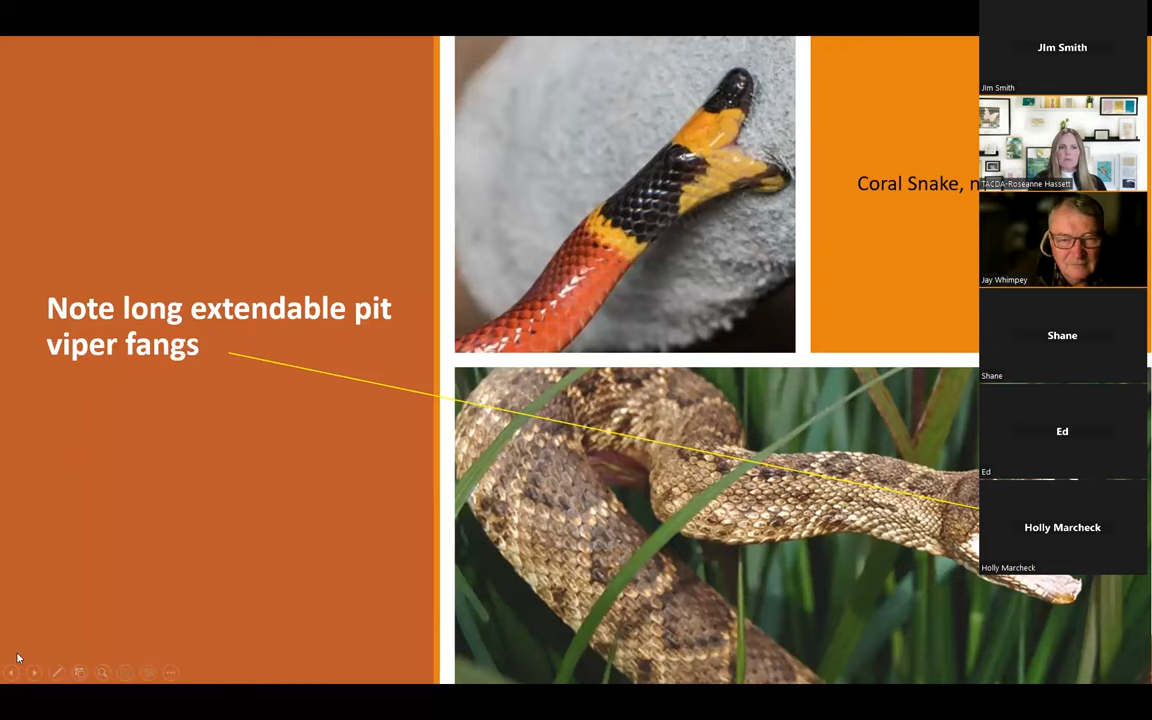 Note long extendable pit
viper fangs
Coral Snake, n
JIm Smith
JIm Smith
TACDA-Roseanne Hassett
Jay Whimpey
Shane
Shane
Ed
Ed
Holly Marcheck
Holly Marcheck